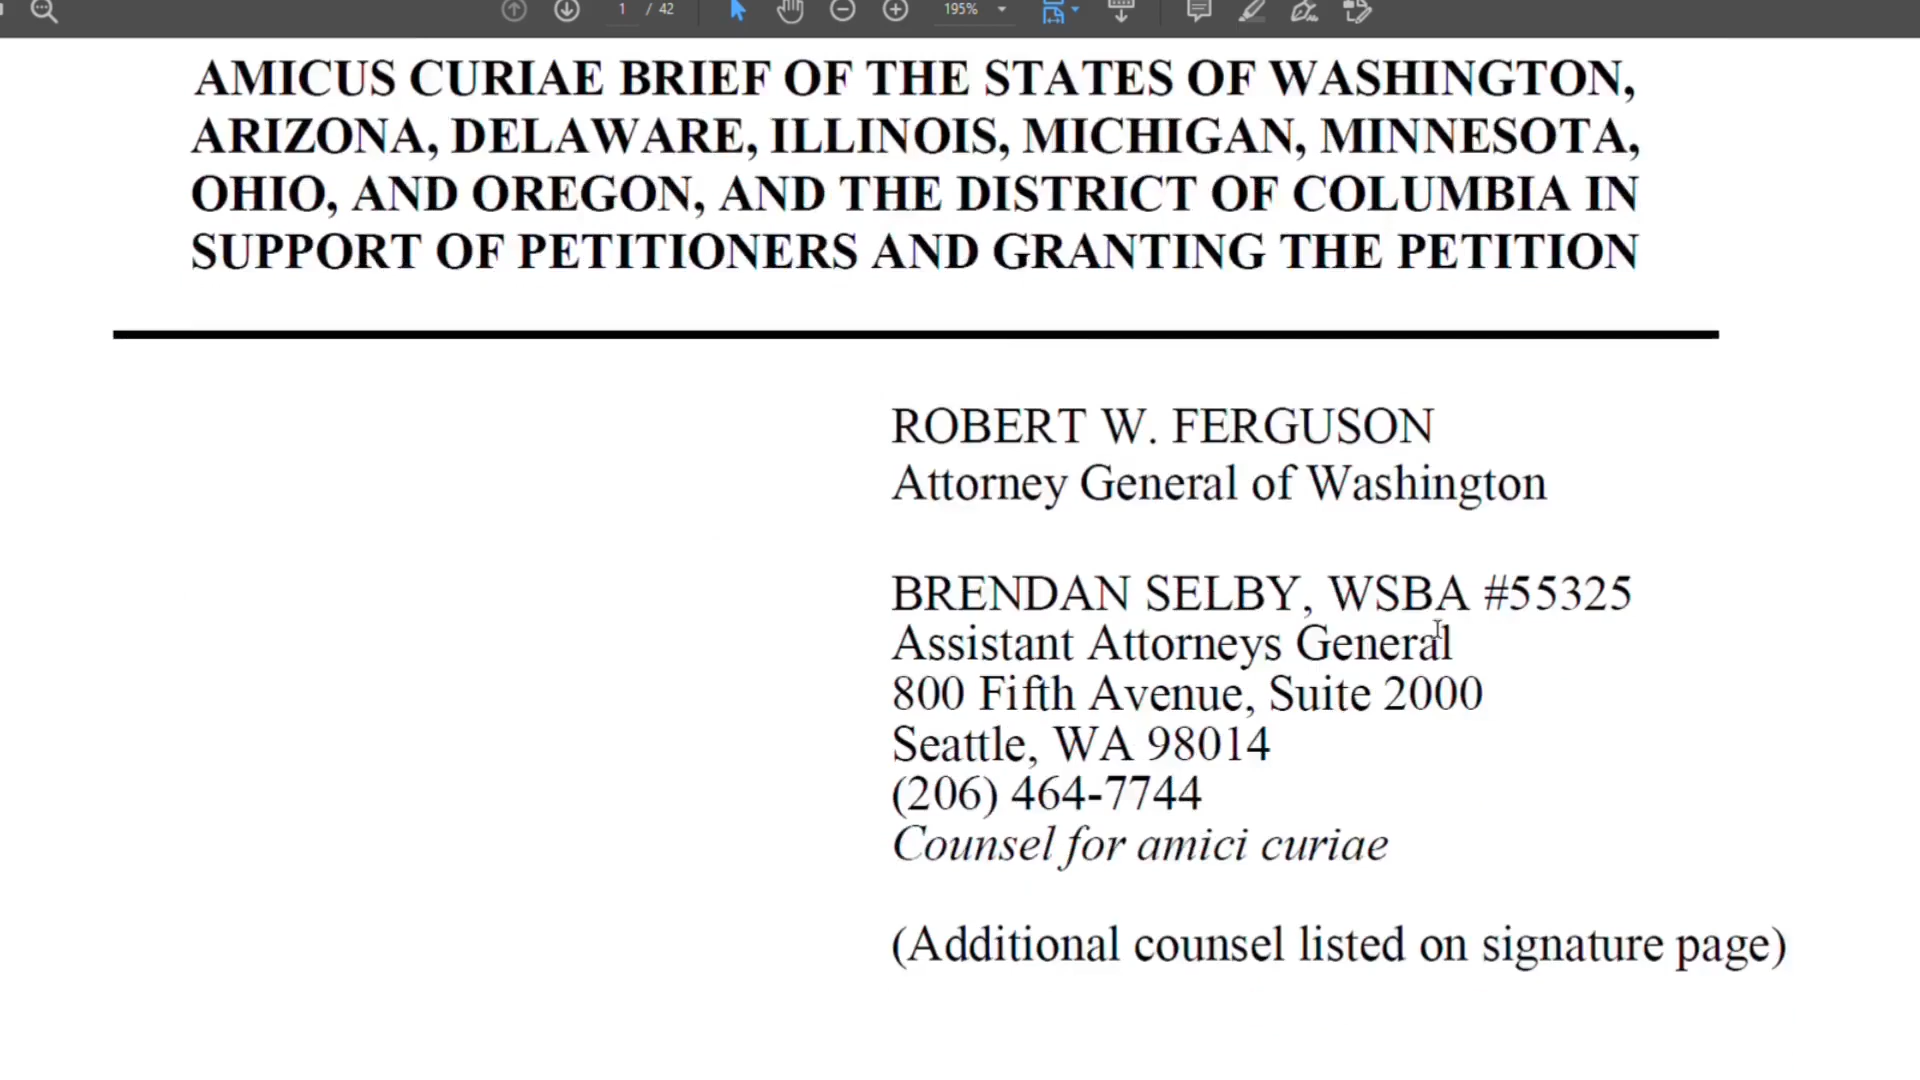 1 / 42
195%
AMICUS CURIAE BRIEF OF THE STATES OF WASHINGTON,
ARIZONA, DELAWARE, ILLINOIS, MICHIGAN, MINNESOTA,
OHIO, AND OREGON, AND THE DISTRICT OF COLUMBIA IN
SUPPORT OF PETITIONERS AND GRANTING THE PETITION
ROBERT W. FERGUSON
Attorney General of Washington
BRENDAN SELBY, WSBA #55325
Assistant Attorneys General
800 Fifth Avenue, Suite 2000
Seattle, WA 98014
(206) 464-7744
Counsel for amici curiae
(Additional counsel listed on signature page)